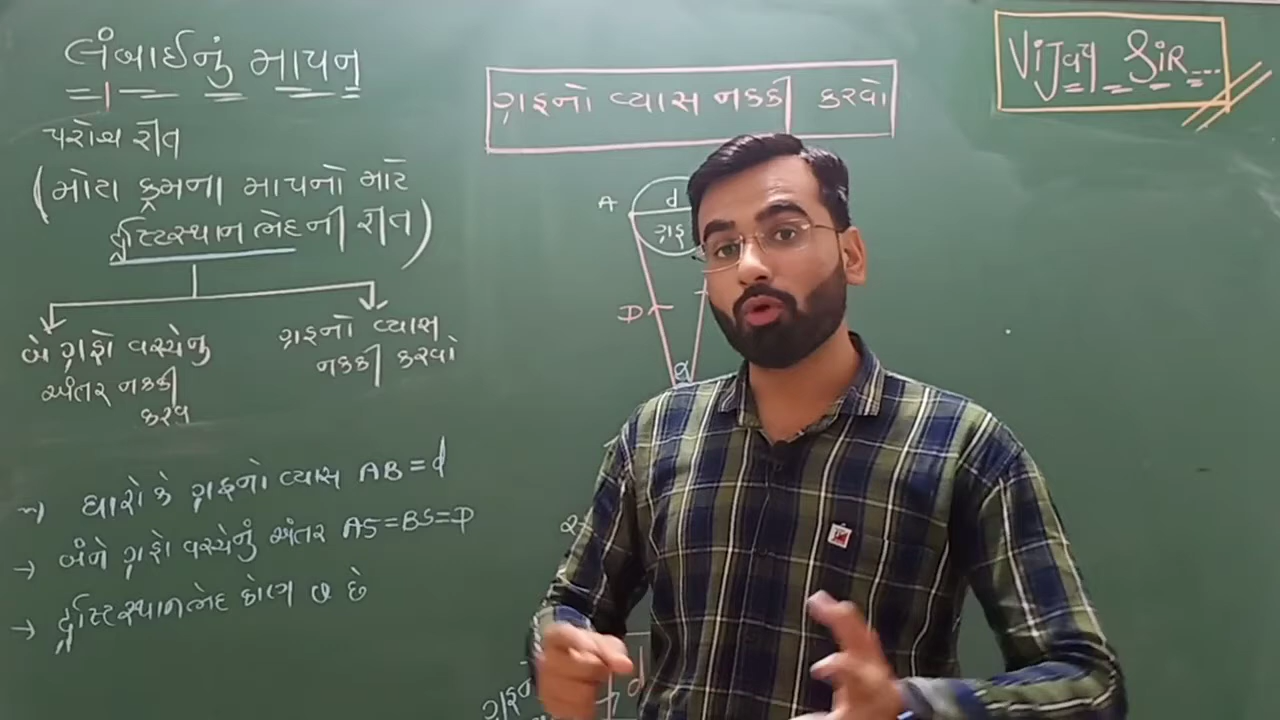 લંબાઈનું માપન
પરોક્ષ રીત
(મોટા ક્રમના માપનો માટે
દ્રષ્ટિસ્થાનભેદની રીત)
બે ગ્રહો વચ્ચેનું
અંતર નક્કી
કરવુ
ગ્રહનો વ્યાસ
નક્કી કરવો
→ ધારો કે ગ્રહનો વ્યાસ AB = d
→ બંને ગ્રહો વચ્ચેનું અંતર AS = BS = D
→ દ્રષ્ટિસ્થાનભેદ કોણ છે
ગ્રહનો વ્યાસ નક્કી કરવો
A
d
ગ્રહ
D
d
VIJAY SIR...